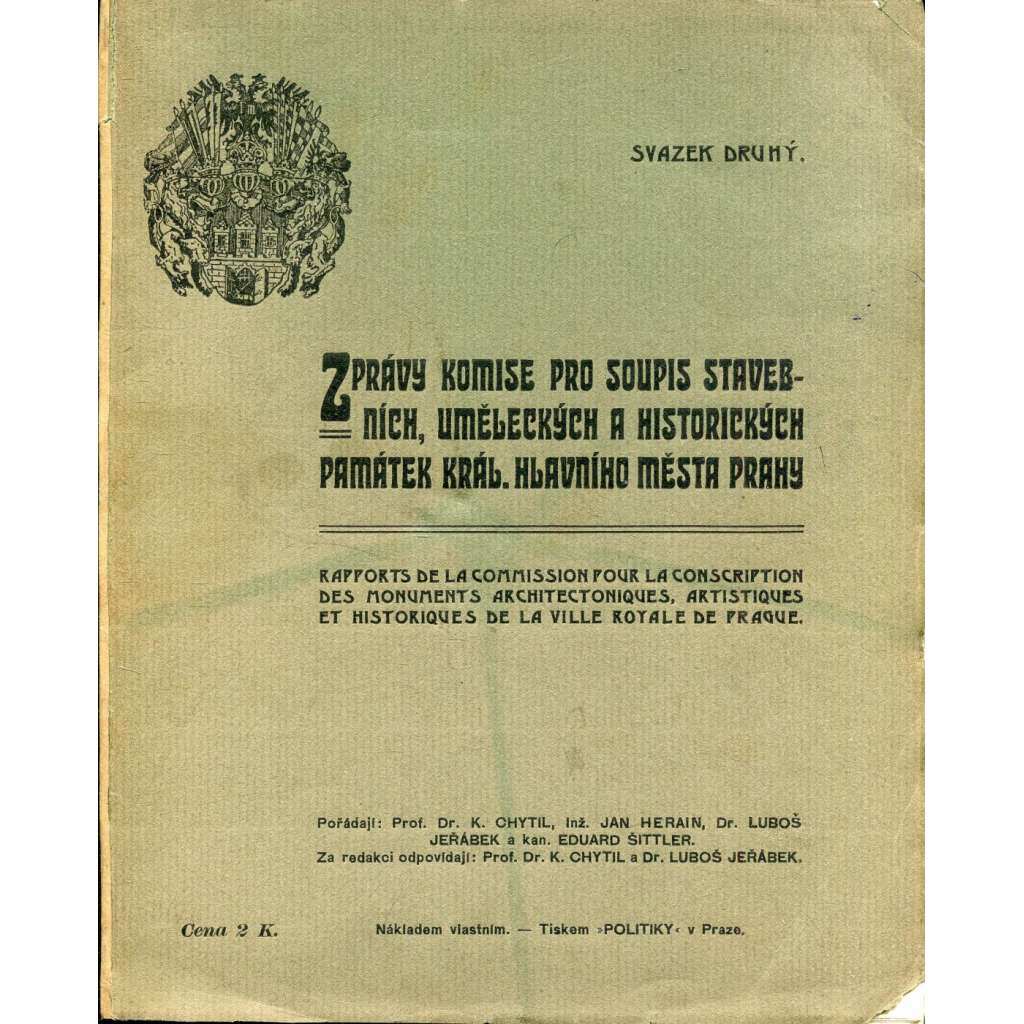 SVAZEK DRUHÝ.
ZPRÁVY KOMISE PRO SOUPIS STAVEB-
NÍCH, UMĚLECKÝCH A HISTORICKÝCH
PAMÁTEK KRÁL. HLAVNÍHO MĚSTA PRAHY
RAPPORTS DE LA COMMISSION POUR LA CONSCRIPTION
DES MONUMENTS ARCHITECTONIQUES, ARTISTIQUES
ET HISTORIQUES DE LA VILLE ROYALE DE PRAGUE.
Pořádají: Prof. Dr. K. CHYTIL, Inž. JAN HERAIN, Dr. LUBOŠ
JEŘÁBEK a kan. EDUARD ŠITTLER.
Za redakci odpovídají: Prof. Dr. K. CHYTIL a Dr. LUBOŠ JEŘÁBEK.
Cena 2 K.
Nákladem vlastním. — Tiskem »POLITIKY« v Praze.